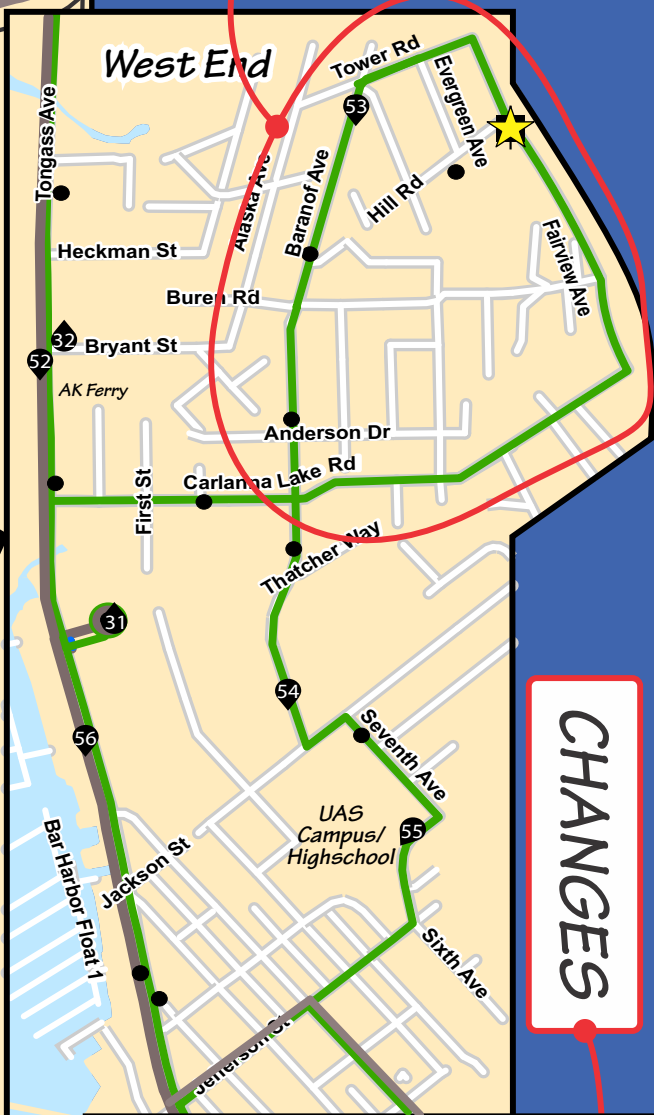 West End
Tower Rd
Tongass Ave
53
Evergreen Ave
Alaska Ave
Baranof Ave
Hill Rd
Heckman St
Fairview Ave
Buren Rd
32
Bryant St
52
AK Ferry
Anderson Dr
Carlanna Lake Rd
First St
Thatcher Way
31
54
56
Seventh Ave
UAS
Campus/
Highschool
55
CHANGES
Jackson St
Bar Harbor Float 1
Sixth Ave
Jefferson St